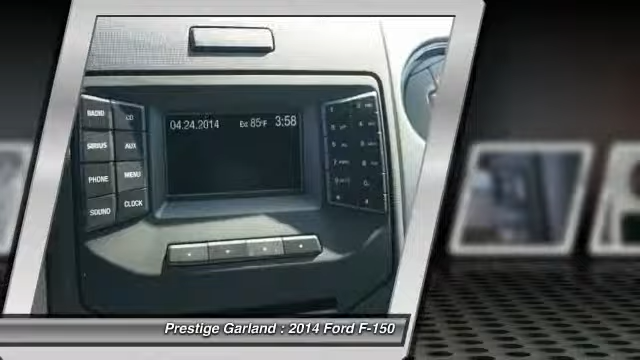 04.24.2014 Ext 85°F 3:58
RADIO CD
SIRIUS AUX
PHONE MENU
SOUND CLOCK
Prestige Garland : 2014 Ford F-150